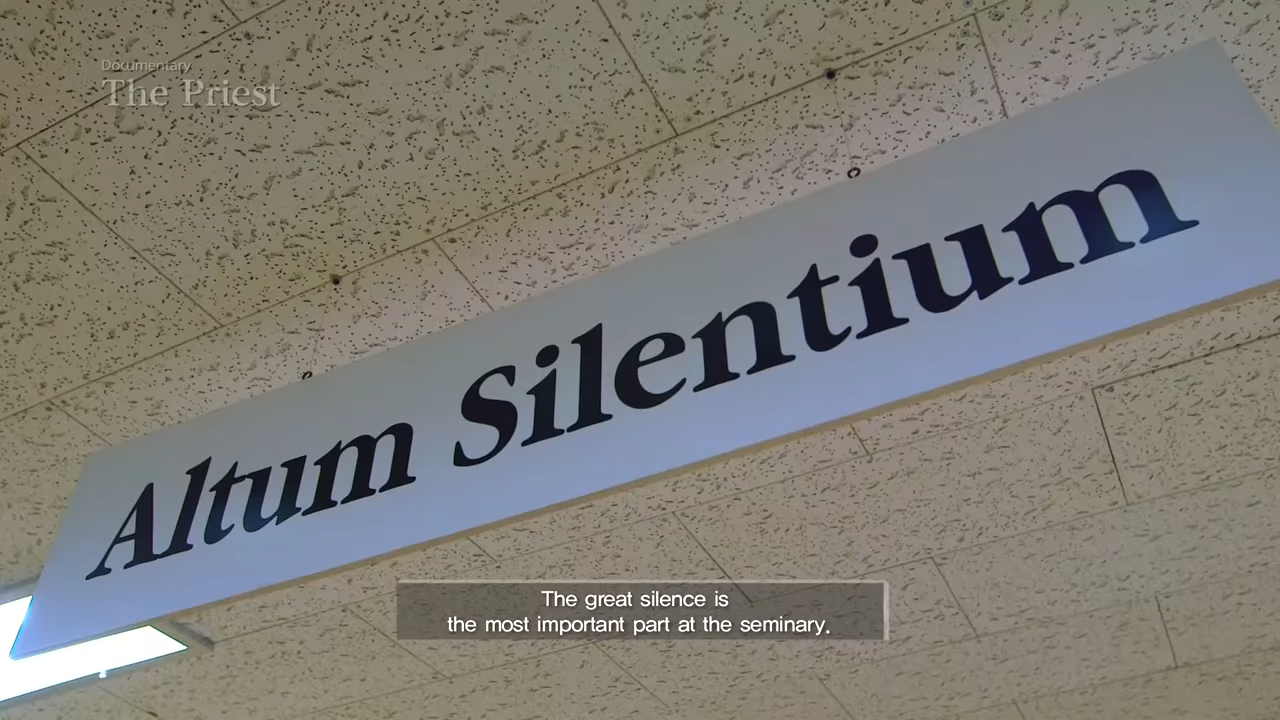 Documentary
The Priest
Altum Silentium
The great silence is
the most important part at the seminary.